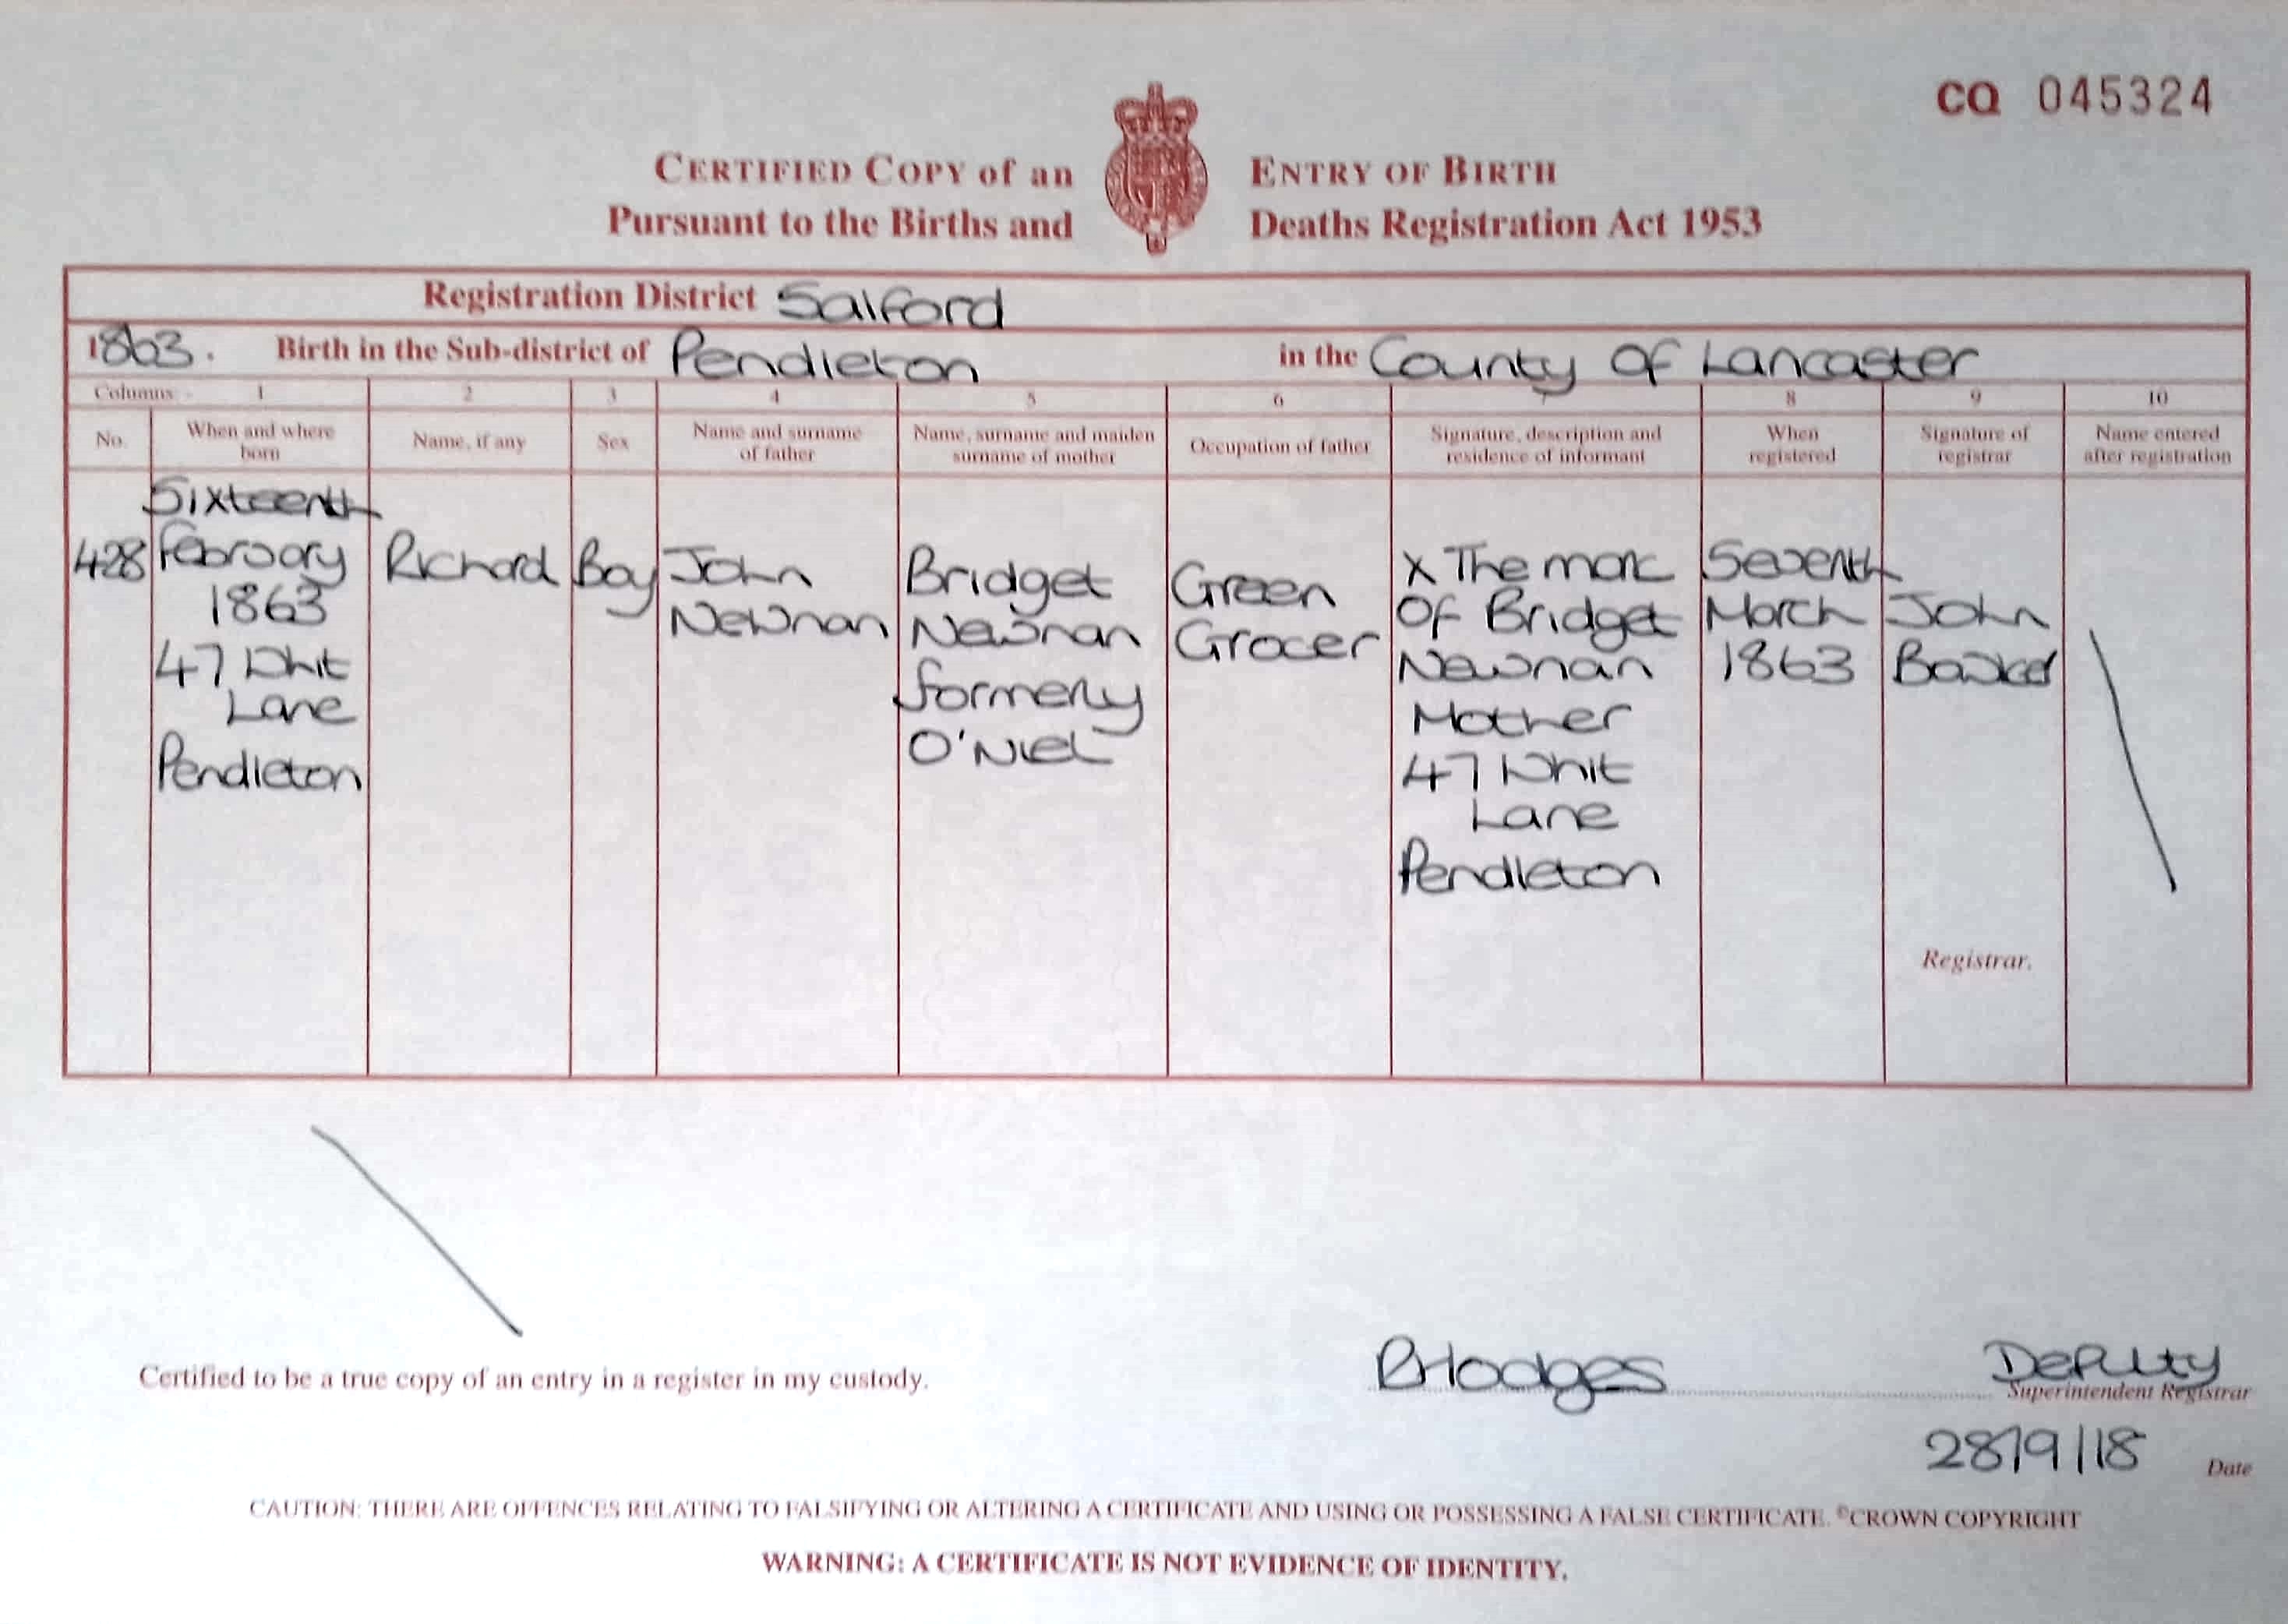 CQ 045324
CERTIFIED COPY of an ENTRY OF BIRTH
Pursuant to the Births and Deaths Registration Act 1953
Registration District Salford
1863. Birth in the Sub-district of Pendleton in the County of Lancaster
Columns:- 1 2 3 4 5 6 7 8 9 10
No.
When and where
born
Name, if any
Sex
Name and surname
of father
Name, surname and maiden
surname of mother
Occupation of father
Signature, description and
residence of informant
When
registered
Signature of
registrar
Name entered
after registration
428
Sixteenth
February
1863
47 Whit
Lane
Pendleton
Richard
Boy
John
Newnan
Bridget
Newnan
formerly
O'Niel
Green
Grocer
X The mark
Of Bridget
Newnan
Mother
47 Whit
Lane
Pendleton
Seventh
March
1863
John
Registrar.
Certified to be a true copy of an entry in a register in my custody.
BHodges Deputy
Superintendent Registrar
28/9/18 Date
CAUTION: THERE ARE OFFENCES RELATING TO FALSIFYING OR ALTERING A CERTIFICATE AND USING OR POSSESSING A FALSE CERTIFICATE. ©CROWN COPYRIGHT
WARNING: A CERTIFICATE IS NOT EVIDENCE OF IDENTITY.